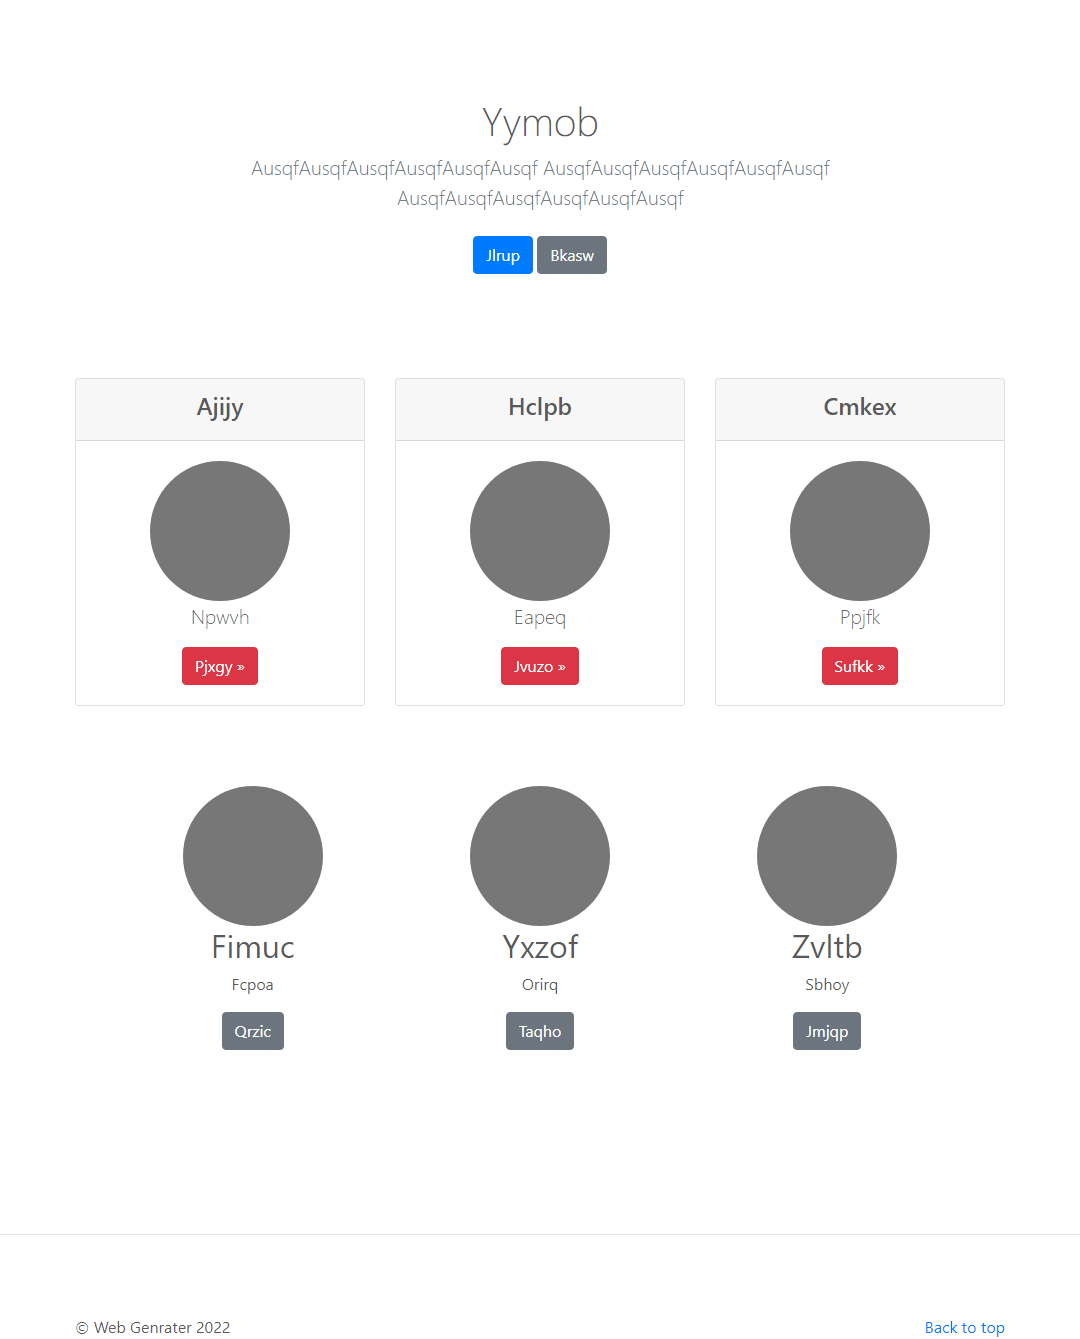 Yymob
AusqfAusqfAusqfAusqfAusqfAusqf AusqfAusqfAusqfAusqfAusqfAusqf
AusqfAusqfAusqfAusqfAusqfAusqf
Jlrup Bkasw
Ajijy Hclpb Cmkex
Npwvh Eapeq Ppjfk
Pjxgy » Jvuzo » Sufkk »
Fimuc Yxzof Zvltb
Fcpoa Orirq Sbhoy
Qrzic Taqho Jmjqp
© Web Genrater 2022 Back to top